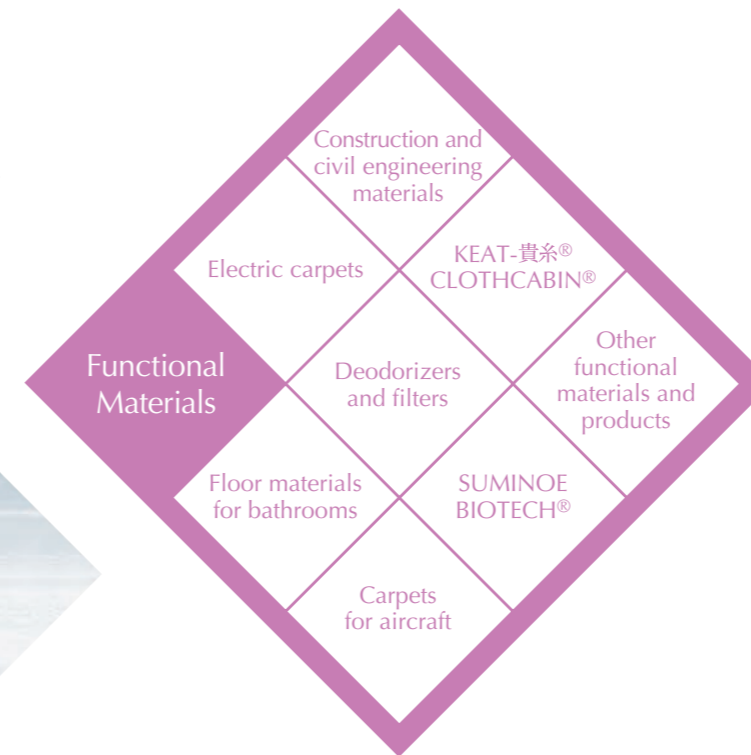 Construction and
civil engineering
materials
Electric carpets
KEAT-貴糸®
CLOTHCABIN®
Functional
Materials
Deodorizers
and filters
Other
functional
materials and
products
Floor materials
for bathrooms
SUMINOE
BIOTECH®
Carpets
for aircraft